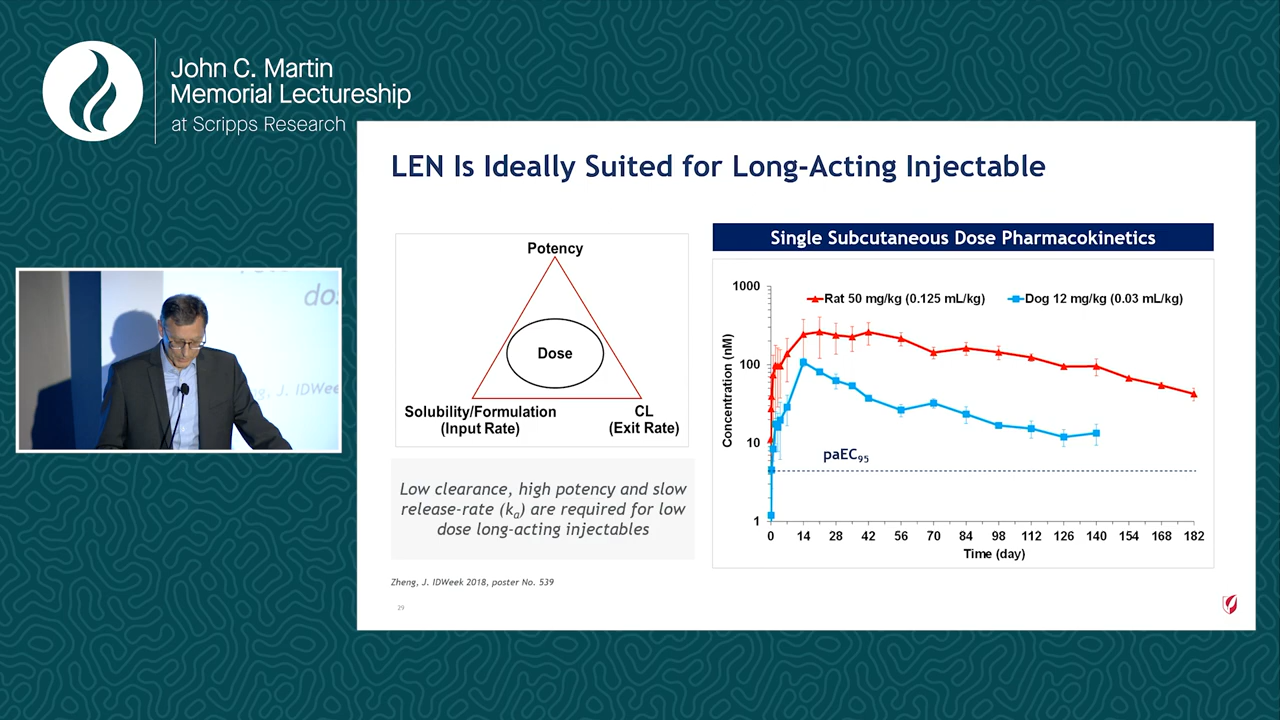 John C. Martin
Memorial Lectureship
at Scripps Research
LEN Is Ideally Suited for Long-Acting Injectable
Potency
Dose
Solubility/Formulation
(Input Rate)
CL
(Exit Rate)
Low clearance, high potency and slow
release-rate (kₐ) are required for low
dose long-acting injectables
Zheng, J. IDWeek 2018, poster No. 539
29
Single Subcutaneous Dose Pharmacokinetics
Rat 50 mg/kg (0.125 mL/kg)
Dog 12 mg/kg (0.03 mL/kg)
Concentration (nM)
1000
100
10
1
paEC₉₅
0 14 28 42 56 70 84 98 112 126 140 154 168 182
Time (day)
do
J. IDWe